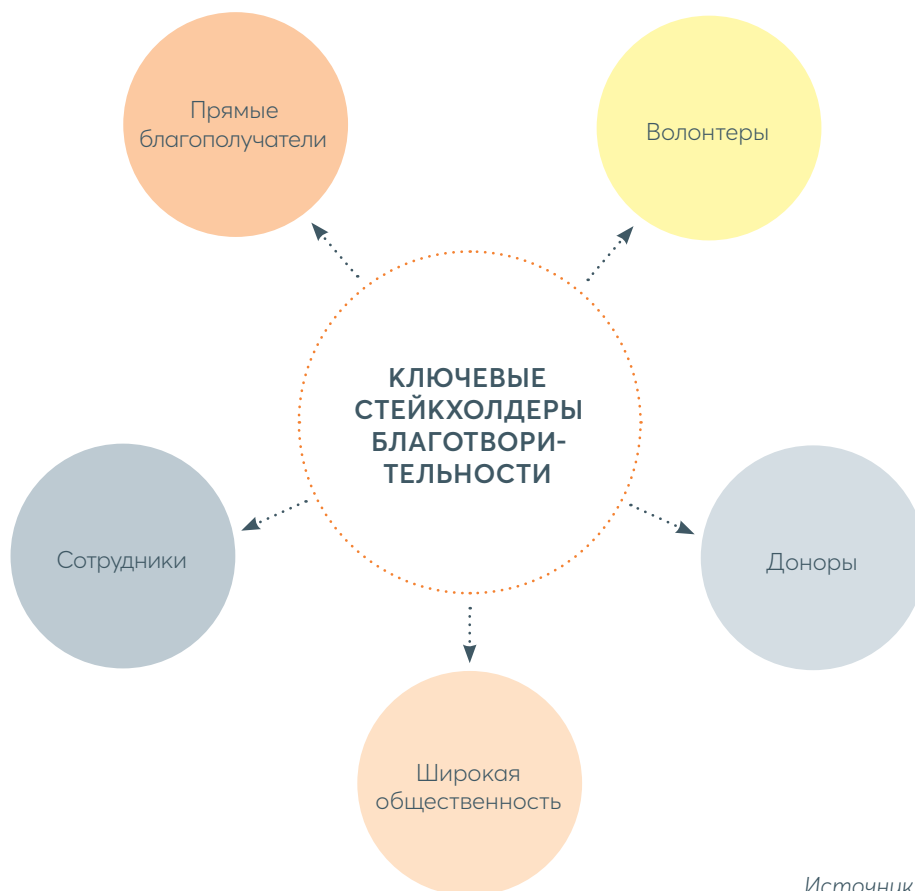 Прямые
благополучатели
Волонтеры
КЛЮЧЕВЫЕ
СТЕЙКХОЛДЕРЫ
БЛАГОТВОРИ-
ТЕЛЬНОСТИ
Сотрудники
Доноры
Широкая
общественность
Источник